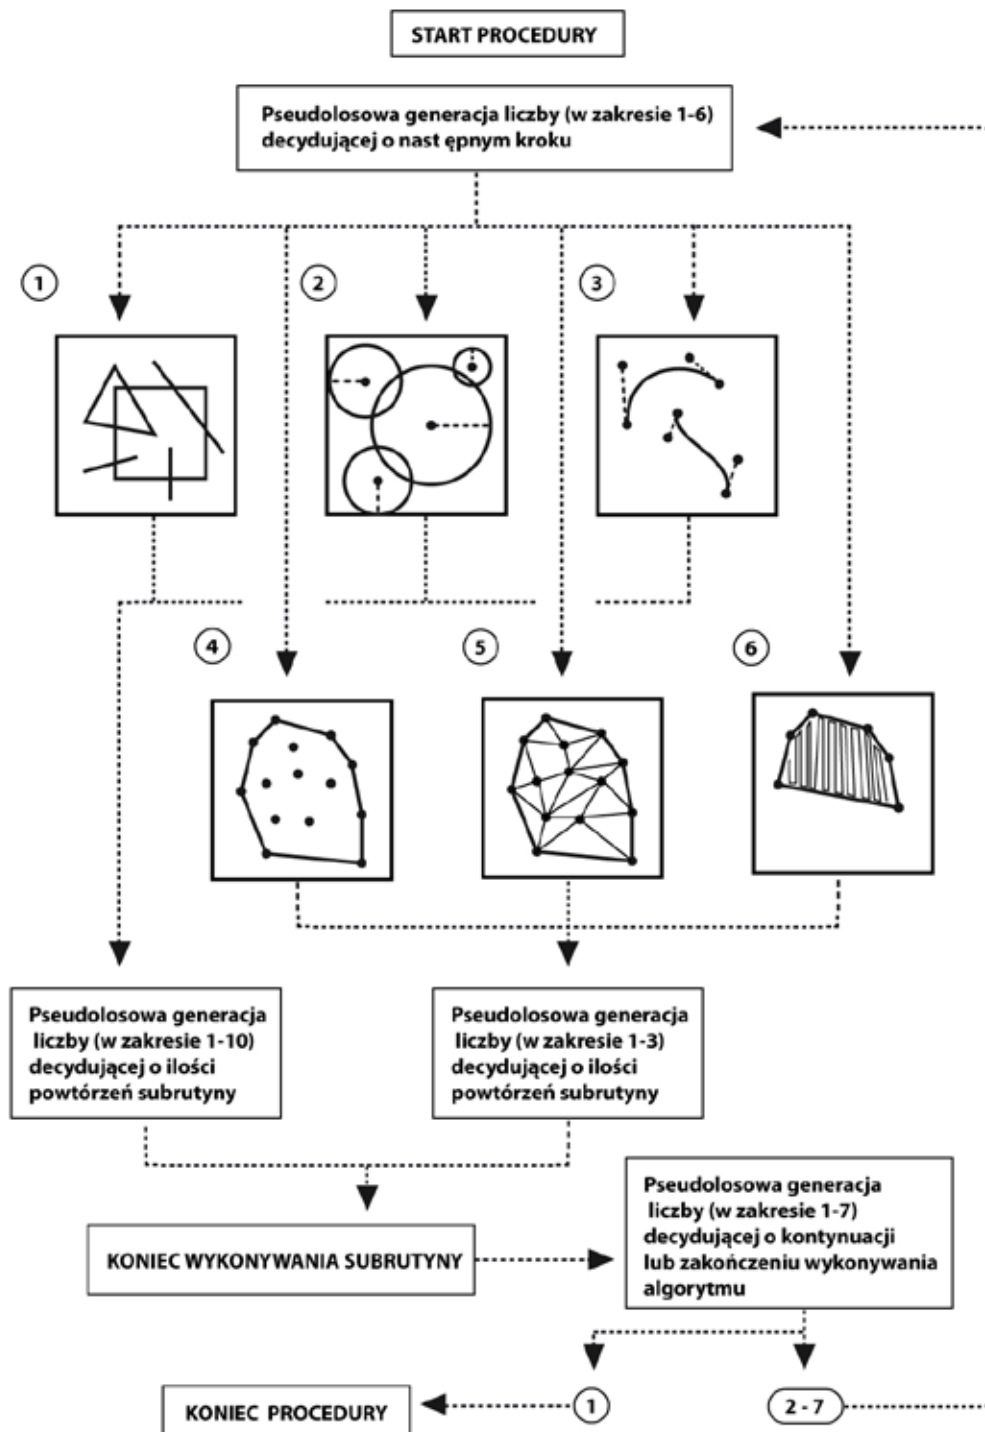 START PROCEDURY
Pseudolosowa generacja liczby (w zakresie 1-6)
decydującej o nast ępnym kroku
1
2
3
4
5
6
Pseudolosowa generacja
liczby (w zakresie 1-10)
decydującej o ilości
powtórzeń subrutyny
Pseudolosowa generacja
liczby (w zakresie 1-3)
decydującej o ilości
powtórzeń subrutyny
Pseudolosowa generacja
liczby (w zakresie 1-7)
decydującej o kontynuacji
lub zakończeniu wykonywania
algorytmu
KONIEC WYKONYWANIA SUBRUTYNY
1
2 - 7
KONIEC PROCEDURY